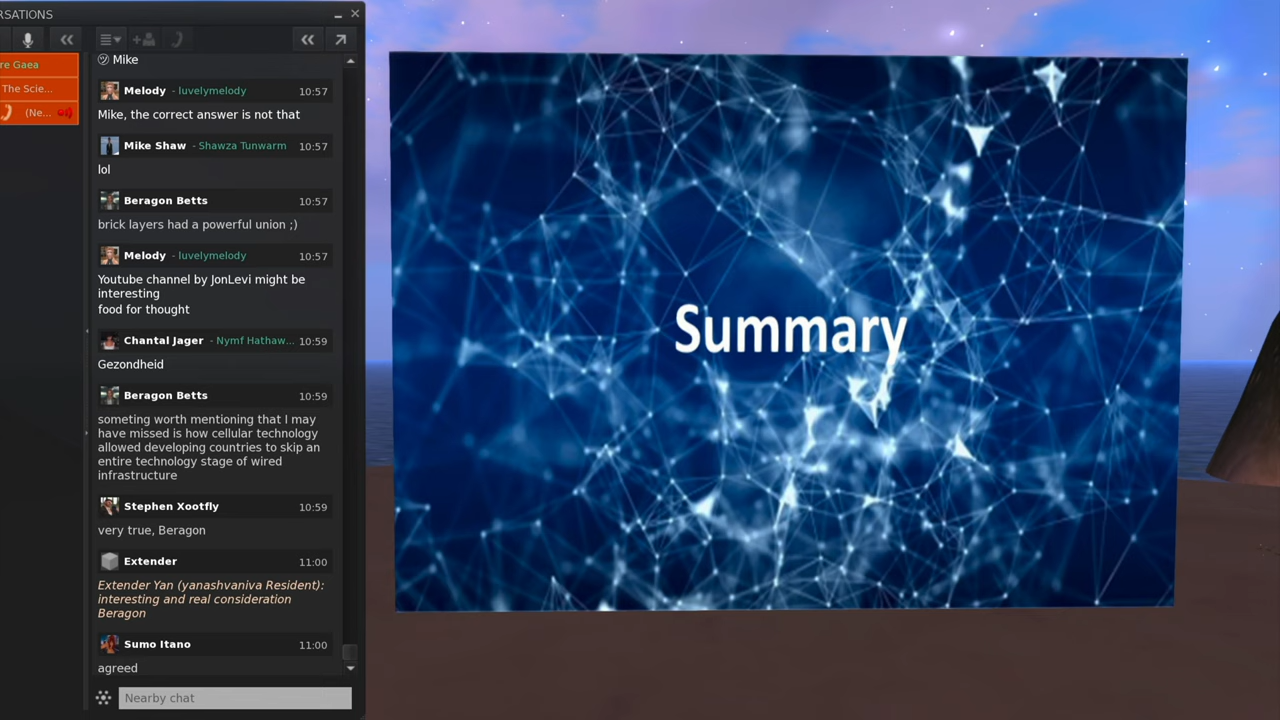 RSATIONS
re Gaea
The Scie...
(Ne...
Mike
Melody - luvelymelody 10:57
Mike, the correct answer is not that
Mike Shaw - Shawza Tunwarm 10:57
lol
Beragon Betts 10:57
brick layers had a powerful union ;)
Melody - luvelymelody 10:57
Youtube channel by JonLevi might be
interesting
food for thought
Chantal Jager - Nymf Hathaw... 10:59
Gezondheid
Beragon Betts 10:59
someting worth mentioning that I may
have missed is how cellular technology
allowed developing countries to skip an
entire technology stage of wired
infrastructure
Stephen Xootfly 10:59
very true, Beragon
Extender 11:00
Extender Yan (yanashvaniva Resident):
interesting and real consideration
Beragon
Sumo Itano 11:00
agreed
Nearby chat
Summary